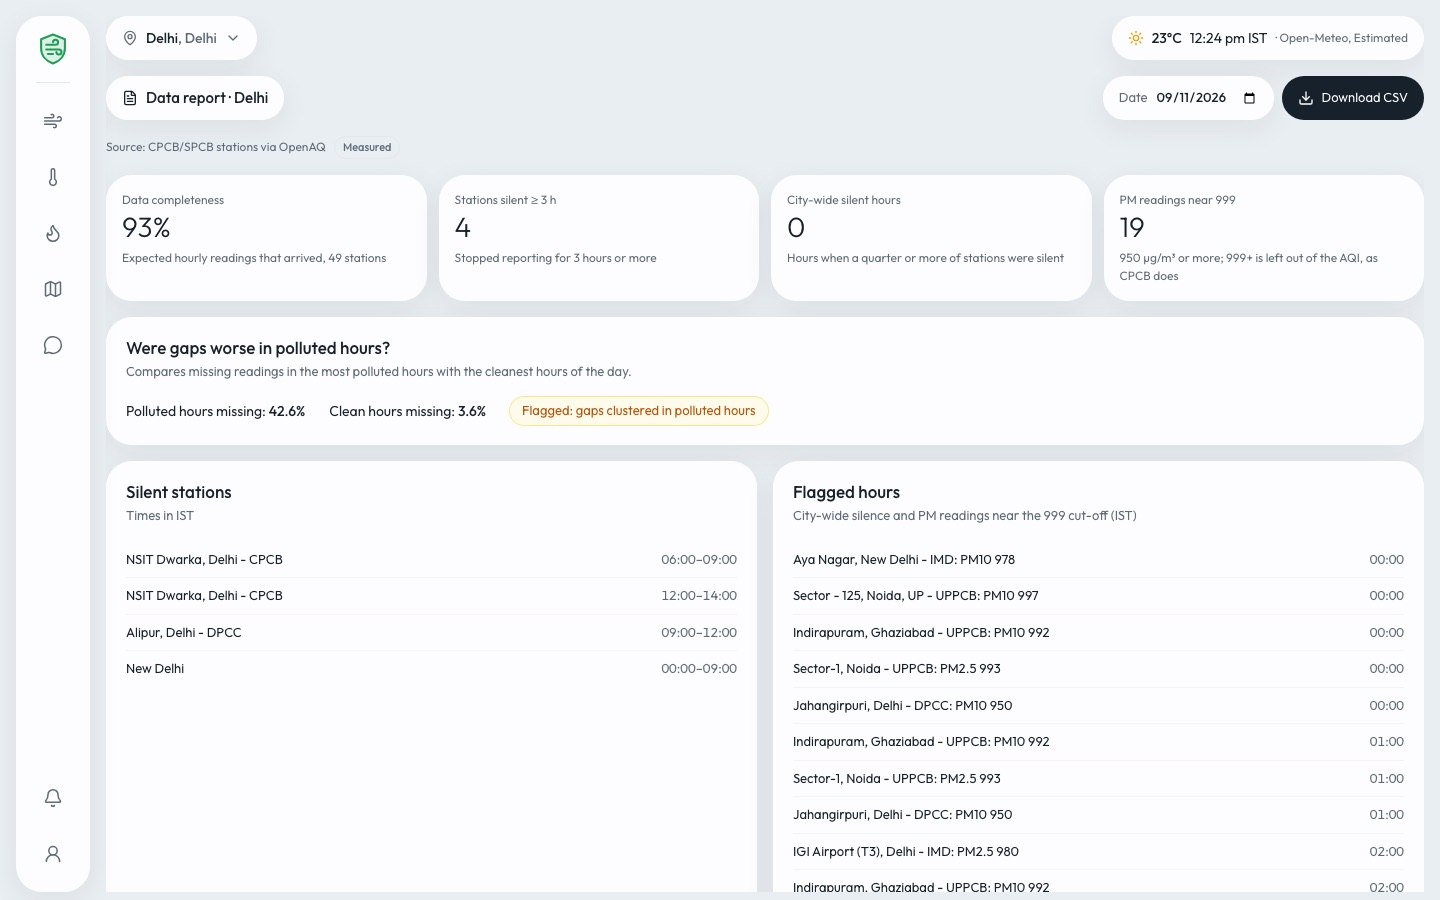 Delhi, Delhi
23°C 12:24 pm IST · Open-Meteo, Estimated
Data report · Delhi
Date 09/11/2026
Download CSV
Source: CPCB/SPCB stations via OpenAQ Measured
Data completeness
93%
Expected hourly readings that arrived, 49 stations
Stations silent ≥ 3 h
4
Stopped reporting for 3 hours or more
City-wide silent hours
0
Hours when a quarter or more of stations were silent
PM readings near 999
19
950 µg/m³ or more; 999+ is left out of the AQI, as
CPCB does
Were gaps worse in polluted hours?
Compares missing readings in the most polluted hours with the cleanest hours of the day.
Polluted hours missing: 42.6% Clean hours missing: 3.6% Flagged: gaps clustered in polluted hours
Silent stations
Times in IST
NSIT Dwarka, Delhi - CPCB 06:00–09:00
NSIT Dwarka, Delhi - CPCB 12:00–14:00
Alipur, Delhi - DPCC 09:00–12:00
New Delhi 00:00–09:00
Flagged hours
City-wide silence and PM readings near the 999 cut-off (IST)
Aya Nagar, New Delhi - IMD: PM10 978 00:00
Sector - 125, Noida, UP - UPPCB: PM10 997 00:00
Indirapuram, Ghaziabad - UPPCB: PM10 992 00:00
Sector-1, Noida - UPPCB: PM2.5 993 00:00
Jahangirpuri, Delhi - DPCC: PM10 950 00:00
Indirapuram, Ghaziabad - UPPCB: PM10 992 01:00
Sector-1, Noida - UPPCB: PM2.5 993 01:00
Jahangirpuri, Delhi - DPCC: PM10 950 01:00
IGI Airport (T3), Delhi - IMD: PM2.5 980 02:00
Indirapuram, Ghaziabad - UPPCB: PM10 992 02:00